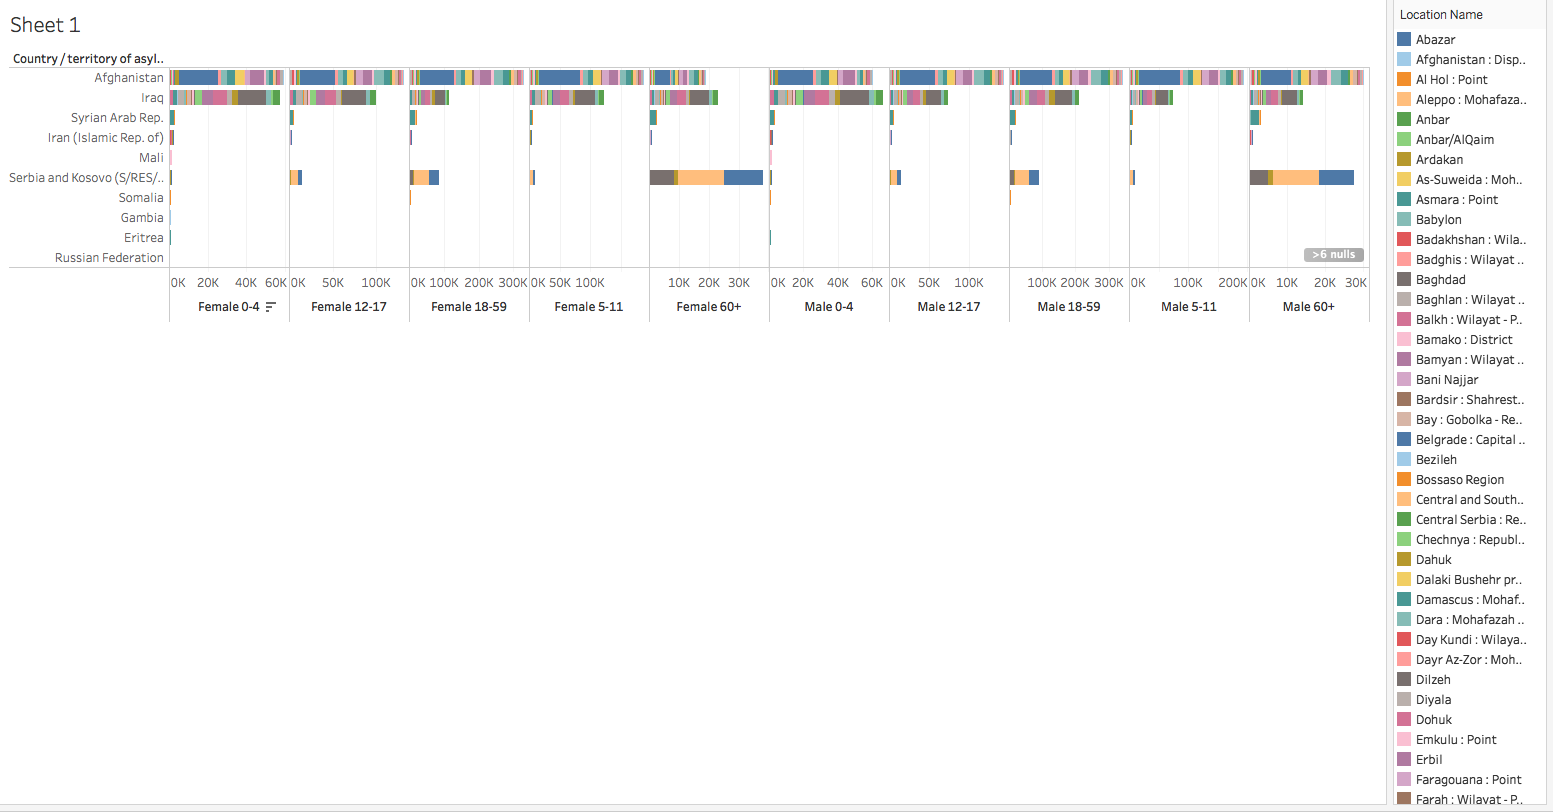 Sheet 1
Country / territory of asyl..
Afghanistan
Iraq
Syrian Arab Rep.
Iran (Islamic Rep. of)
Mali
Serbia and Kosovo (S/RES/..
Somalia
Gambia
Eritrea
Russian Federation
>6 nulls
0K 20K 40K 60K 0K 50K 100K 0K 100K 200K 300K 0K 50K 100K 10K 20K 30K 0K 20K 40K 60K 0K 50K 100K 100K 200K 300K 0K 100K 200K 0K 10K 20K 30K
Female 0-4 Female 12-17 Female 18-59 Female 5-11 Female 60+ Male 0-4 Male 12-17 Male 18-59 Male 5-11 Male 60+
Location Name
Abazar
Afghanistan : Disp..
Al Hol : Point
Aleppo : Mohafaza..
Anbar
Anbar/AlQaim
Ardakan
As-Suweida : Moh..
Asmara : Point
Babylon
Badakhshan : Wila..
Badghis : Wilayat ..
Baghdad
Baghlan : Wilayat ..
Balkh : Wilayat - P..
Bamako : District
Bamyan : Wilayat ..
Bani Najjar
Bardsir : Shahrest..
Bay : Gobolka - Re..
Belgrade : Capital ..
Bezileh
Bossaso Region
Central and South..
Central Serbia : Re..
Chechnya : Republ..
Dahuk
Dalaki Bushehr pr..
Damascus : Mohaf..
Dara : Mohafazah ..
Day Kundi : Wilaya..
Dayr Az-Zor : Moh..
Dilzeh
Diyala
Dohuk
Emkulu : Point
Erbil
Faragouana : Point
Farah : Wilayat - P..